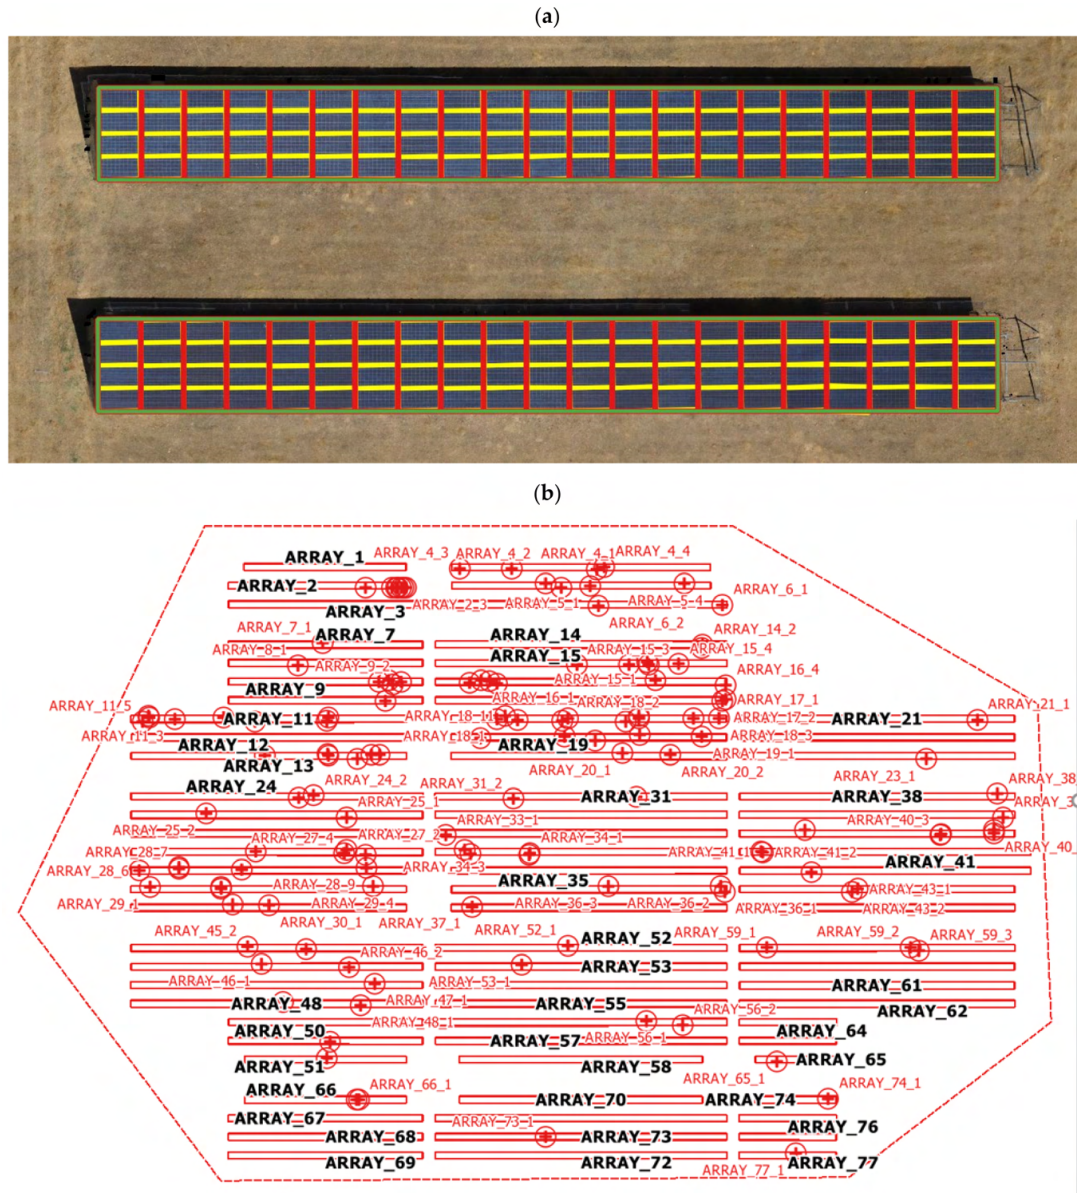 (a)
(b)
ARRAY_1 ARRAY_4_3 ARRAY_4_2 ARRAY_4_1 ARRAY_4_4
ARRAY_2 ARRAY_6_1
ARRAY_3 ARRAY_2_3 ARRAY_5_1 ARRAY_5_4
ARRAY_7_1 ARRAY_7 ARRAY_14 ARRAY_6_2 ARRAY_14_2
ARRAY_8_1 ARRAY_9_2 ARRAY_15 ARRAY_15_3 ARRAY_15_4
ARRAY_9 ARRAY_15_1 ARRAY_16_4
ARRAY_16_1 ARRAY_18_2 ARRAY_17_1
ARRAY_11_5 ARRAY_11 ARRAY_18_11 ARRAY_17_2 ARRAY_21 ARRAY_21_1
ARRAY_11_3 ARRAY_12 ARRAY_18_1 ARRAY_19 ARRAY_18_3
ARRAY_13 ARRAY_20_1 ARRAY_20_2 ARRAY_19_1
ARRAY_24 ARRAY_24_2 ARRAY_31_2 ARRAY_31 ARRAY_38 ARRAY_23_1 ARRAY_38_
ARRAY_25_1 ARRAY_3
ARRAY_25_2 ARRAY_27_4 ARRAY_27_2 ARRAY_33_1 ARRAY_34_1 ARRAY_40_3
ARRAY_28_7 ARRAY_41_1 ARRAY_41_2 ARRAY_40_
ARRAY_28_6 ARRAY_34_3 ARRAY_41
ARRAY_28_9 ARRAY_35 ARRAY_43_1
ARRAY_29_1 ARRAY_29_4 ARRAY_36_3 ARRAY_36_2 ARRAY_36_1 ARRAY_43_2
ARRAY_45_2 ARRAY_30_1 ARRAY_37_1 ARRAY_52_1 ARRAY_52 ARRAY_59_1 ARRAY_59_2 ARRAY_59_3
ARRAY_46_2 ARRAY_53
ARRAY_46_1 ARRAY_53_1 ARRAY_61
ARRAY_48 ARRAY_47_1 ARRAY_55 ARRAY_56_2 ARRAY_62
ARRAY_50 ARRAY_48_1 ARRAY_57 ARRAY_56_1 ARRAY_64
ARRAY_51 ARRAY_58 ARRAY_65
ARRAY_66 ARRAY_66_1 ARRAY_70 ARRAY_65_1 ARRAY_74 ARRAY_74_1
ARRAY_67 ARRAY_73_1 ARRAY_76
ARRAY_68 ARRAY_73
ARRAY_69 ARRAY_72 ARRAY_77_1 ARRAY_77